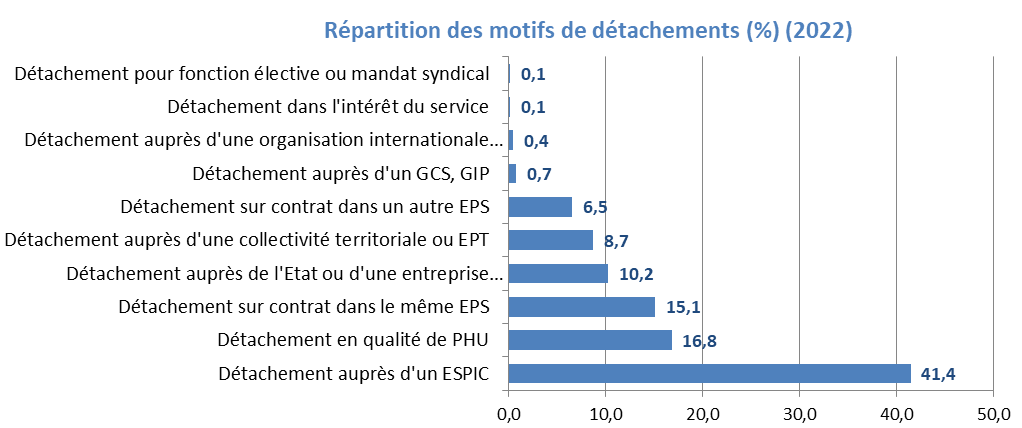 Répartition des motifs de détachements (%) (2022)
Détachement pour fonction élective ou mandat syndical 0,1
Détachement dans l'intérêt du service 0,1
Détachement auprès d'une organisation internationale... 0,4
Détachement auprès d'un GCS, GIP 0,7
Détachement sur contrat dans un autre EPS 6,5
Détachement auprès d'une collectivité territoriale ou EPT 8,7
Détachement auprès de l'Etat ou d'une entreprise... 10,2
Détachement sur contrat dans le même EPS 15,1
Détachement en qualité de PHU 16,8
Détachement auprès d'un ESPIC 41,4
0,0 10,0 20,0 30,0 40,0 50,0